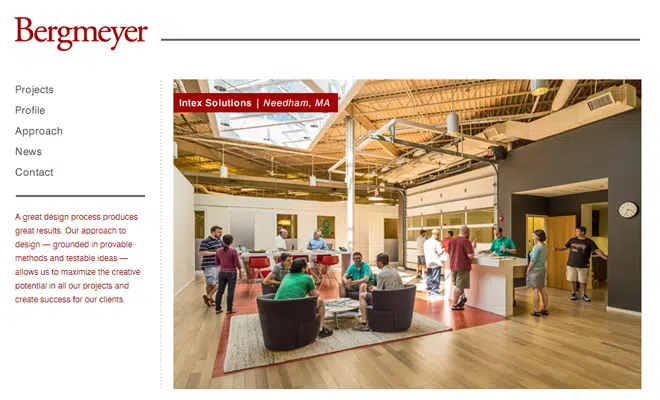 Bergmeyer
Projects
Profile
Approach
News
Contact
A great design process produces
great results. Our approach to
design — grounded in provable
methods and testable ideas —
allows us to maximize the creative
potential in all our projects and
create success for our clients.
Intex Solutions | Needham, MA